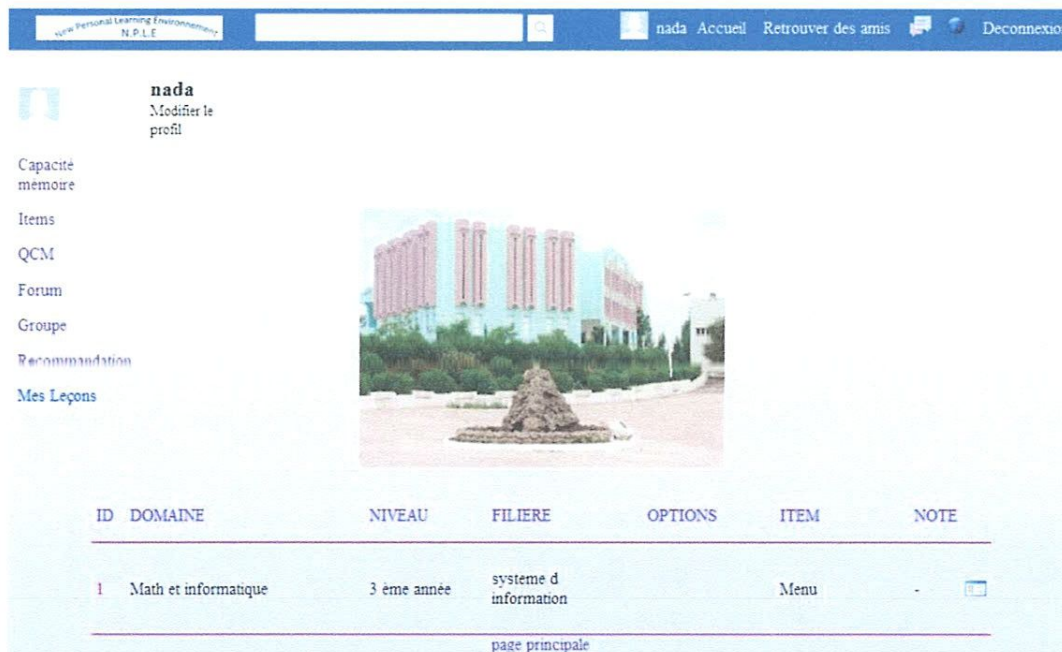 New Personal Learning Environnement
N.P.L.E
nada Accueil Retrouver des amis Deconnexio
nada
Modifier le
profil
Capacité
mémoire
Items
QCM
Forum
Groupe
Recommandation
Mes Leçons
ID DOMAINE NIVEAU FILIERE OPTIONS ITEM NOTE
1 Math et informatique 3 ème année systeme d Menu -
information
page principale